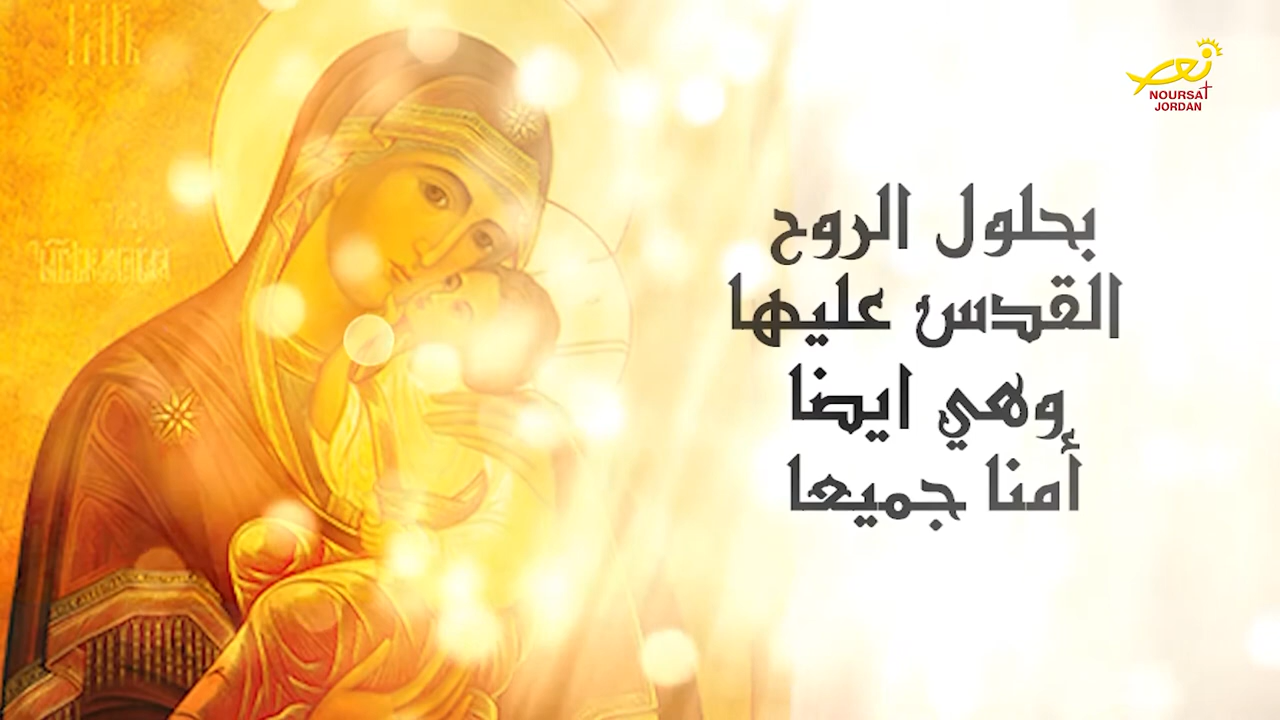 NOURSAT
JORDAN
بحلول الروح
القدس عليها
وهي ايضا
أمنا جميعا